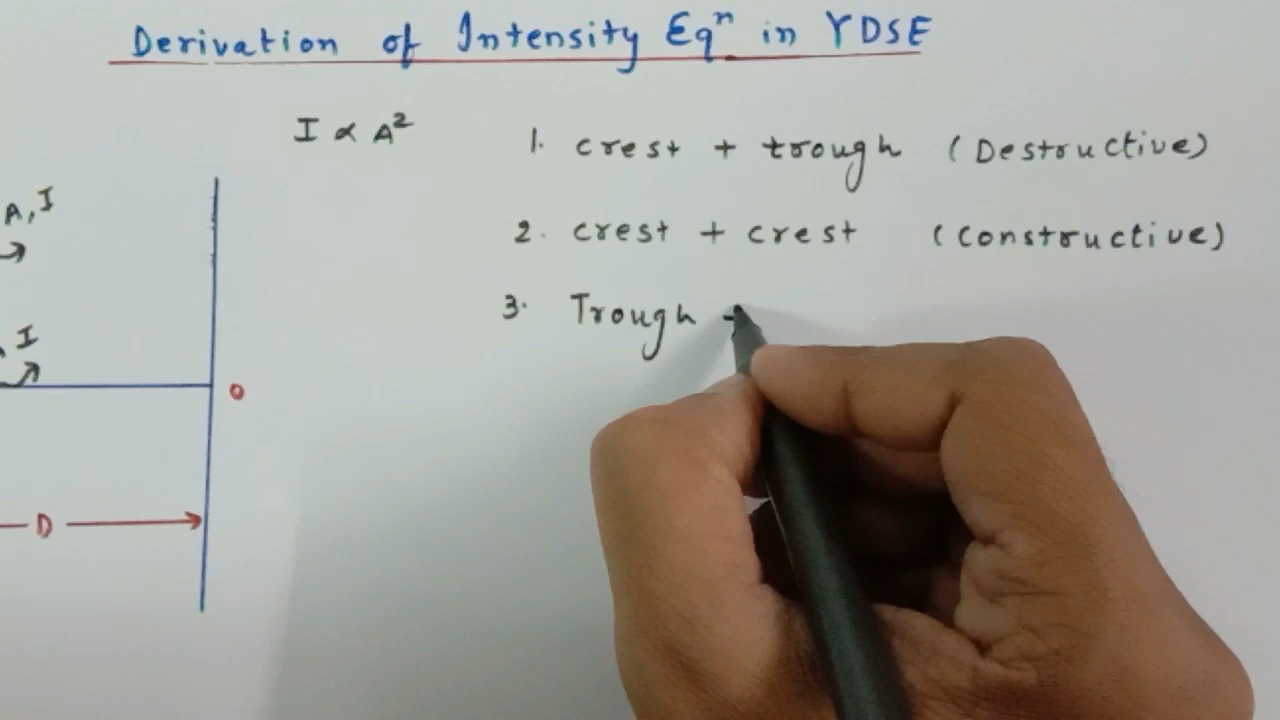 Derivation of Intensity Eqⁿ in YDSE
I ∝ A²
1. crest + trough (Destructive)
A, I
2. crest + crest (Constructive)
3. Trough +
I
O
D